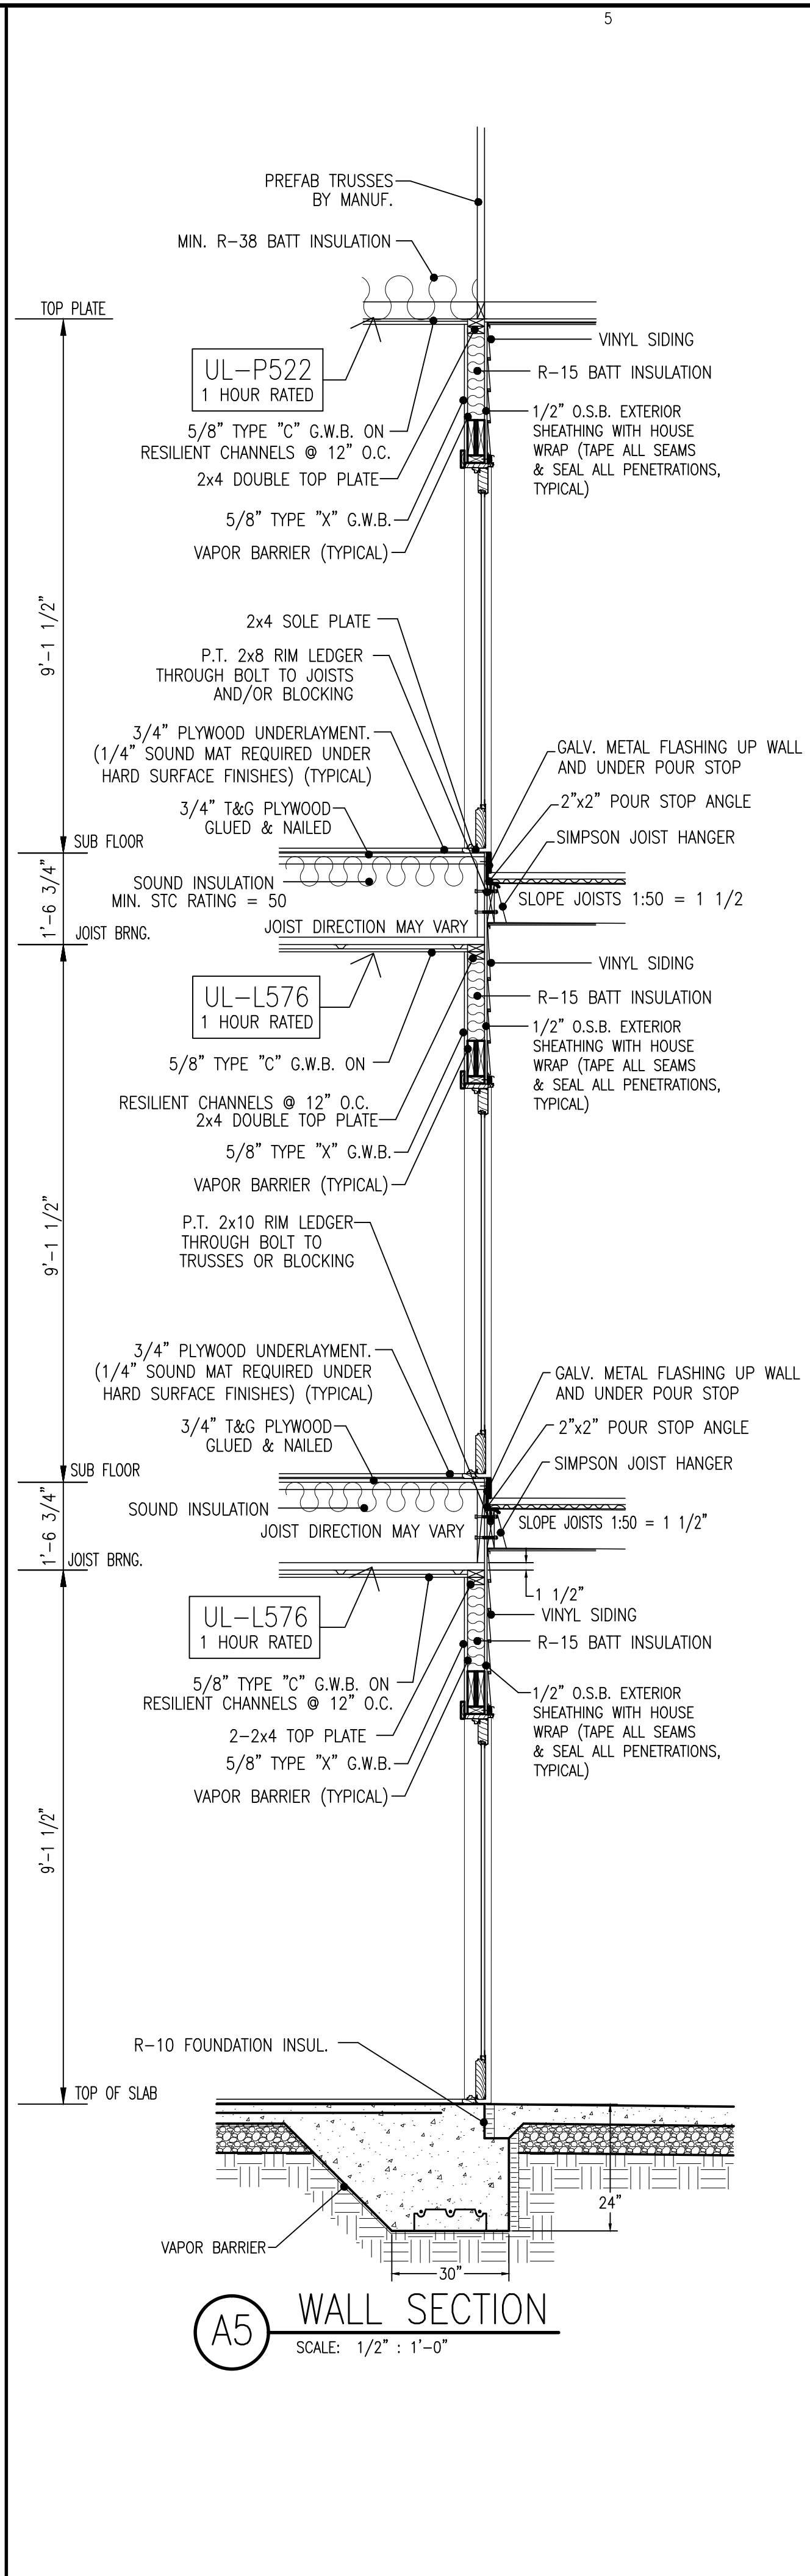 5
PREFAB TRUSSES
BY MANUF.
MIN. R-38 BATT INSULATION
TOP PLATE
VINYL SIDING
UL-P522
1 HOUR RATED
R-15 BATT INSULATION
5/8" TYPE "C" G.W.B. ON
RESILIENT CHANNELS @ 12" O.C.
1/2" O.S.B. EXTERIOR
SHEATHING WITH HOUSE
WRAP (TAPE ALL SEAMS
& SEAL ALL PENETRATIONS,
TYPICAL)
2x4 DOUBLE TOP PLATE
5/8" TYPE "X" G.W.B.
VAPOR BARRIER (TYPICAL)
9'-1 1/2"
2x4 SOLE PLATE
P.T. 2x8 RIM LEDGER
THROUGH BOLT TO JOISTS
AND/OR BLOCKING
3/4" PLYWOOD UNDERLAYMENT.
(1/4" SOUND MAT REQUIRED UNDER
HARD SURFACE FINISHES) (TYPICAL)
GALV. METAL FLASHING UP WALL
AND UNDER POUR STOP
3/4" T&G PLYWOOD
GLUED & NAILED
2"x2" POUR STOP ANGLE
SUB FLOOR
SIMPSON JOIST HANGER
1'-6 3/4"
SOUND INSULATION
MIN. STC RATING = 50
SLOPE JOISTS 1:50 = 1 1/2
JOIST DIRECTION MAY VARY
JOIST BRNG.
VINYL SIDING
UL-L576
1 HOUR RATED
R-15 BATT INSULATION
5/8" TYPE "C" G.W.B. ON
RESILIENT CHANNELS @ 12" O.C.
1/2" O.S.B. EXTERIOR
SHEATHING WITH HOUSE
WRAP (TAPE ALL SEAMS
& SEAL ALL PENETRATIONS,
TYPICAL)
2x4 DOUBLE TOP PLATE
5/8" TYPE "X" G.W.B.
VAPOR BARRIER (TYPICAL)
9'-1 1/2"
P.T. 2x10 RIM LEDGER
THROUGH BOLT TO
TRUSSES OR BLOCKING
3/4" PLYWOOD UNDERLAYMENT.
(1/4" SOUND MAT REQUIRED UNDER
HARD SURFACE FINISHES) (TYPICAL)
GALV. METAL FLASHING UP WALL
AND UNDER POUR STOP
3/4" T&G PLYWOOD
GLUED & NAILED
2"x2" POUR STOP ANGLE
SIMPSON JOIST HANGER
SUB FLOOR
1'-6 3/4"
SOUND INSULATION
SLOPE JOISTS 1:50 = 1 1/2"
JOIST DIRECTION MAY VARY
JOIST BRNG.
1 1/2"
VINYL SIDING
UL-L576
1 HOUR RATED
R-15 BATT INSULATION
5/8" TYPE "C" G.W.B. ON
RESILIENT CHANNELS @ 12" O.C.
1/2" O.S.B. EXTERIOR
SHEATHING WITH HOUSE
WRAP (TAPE ALL SEAMS
& SEAL ALL PENETRATIONS,
TYPICAL)
2-2x4 TOP PLATE
5/8" TYPE "X" G.W.B.
VAPOR BARRIER (TYPICAL)
9'-1 1/2"
R-10 FOUNDATION INSUL.
TOP OF SLAB
24"
VAPOR BARRIER
30"
A5
WALL SECTION
SCALE: 1/2" : 1'-0"